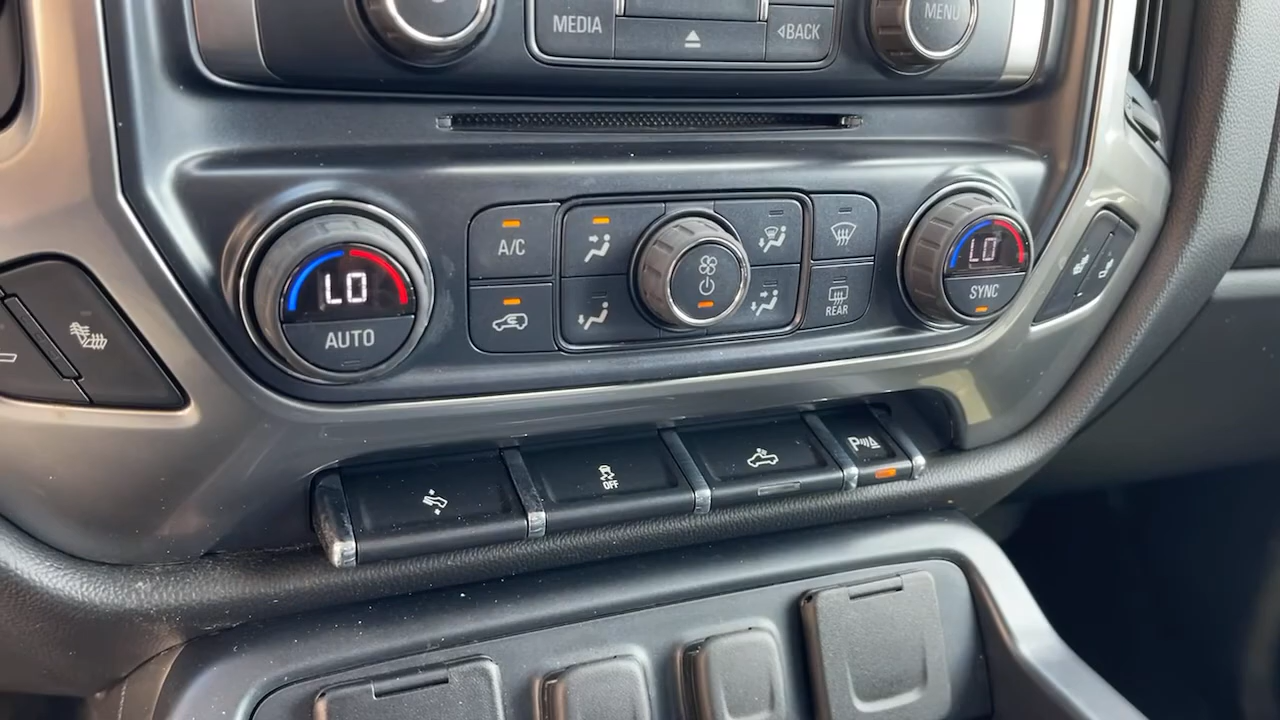 MEDIA
BACK
MENU
A/C
LO
AUTO
REAR
LO
SYNC
OFF
P